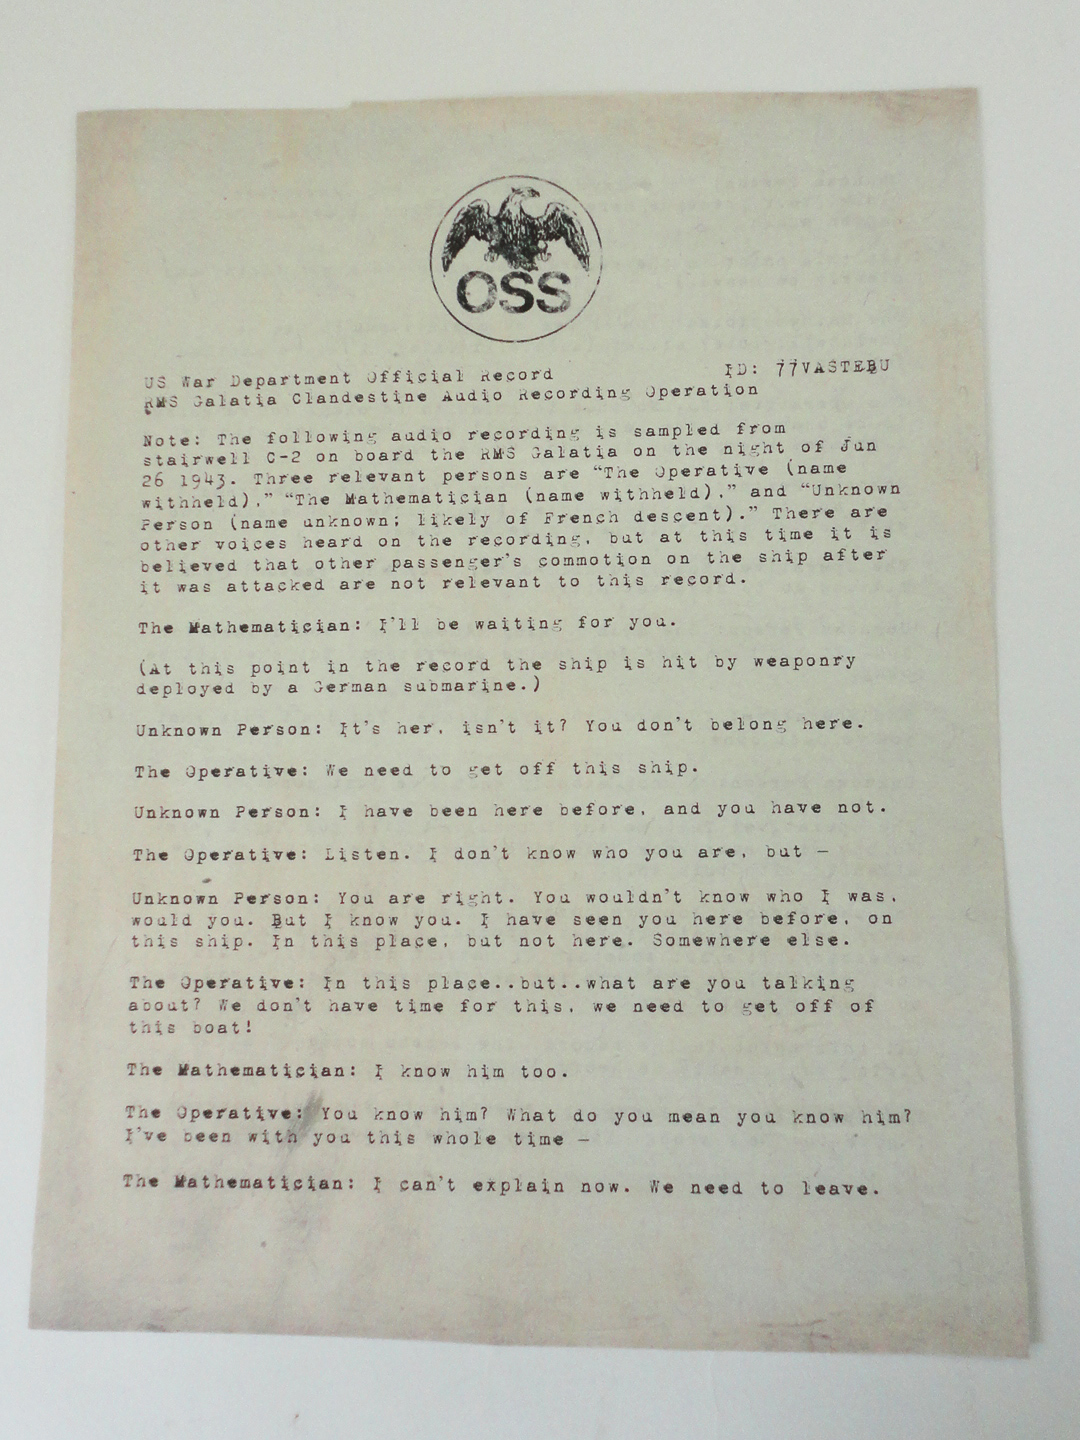 OSS
US War Department Official Record ID: 77VASTEBU
RMS Galatia Clandestine Audio Recording Operation
Note: The following audio recording is sampled from
stairwell C-2 on board the RMS Galatia on the night of Jun
26 1943. Three relevant persons are “The Operative (name
withheld),” “The Mathematician (name withheld),” and “Unknown
Person (name unknown; likely of French descent).” There are
other voices heard on the recording, but at this time it is
believed that other passenger's commotion on the ship after
it was attacked are not relevant to this record.
The Mathematician: I'll be waiting for you.
(At this point in the record the ship is hit by weaponry
deployed by a German submarine.)
Unknown Person: It's her, isn't it? You don't belong here.
The Operative: We need to get off this ship.
Unknown Person: I have been here before, and you have not.
The Operative: Listen. I don't know who you are, but —
Unknown Person: You are right. You wouldn't know who I was,
would you. But I know you. I have seen you here before, on
this ship. In this place, but not here. Somewhere else.
The Operative: In this place..but..what are you talking
about? We don't have time for this, we need to get off of
this boat!
The Mathematician: I know him too.
The Operative: You know him? What do you mean you know him?
I've been with you this whole time —
The Mathematician: I can't explain now. We need to leave.